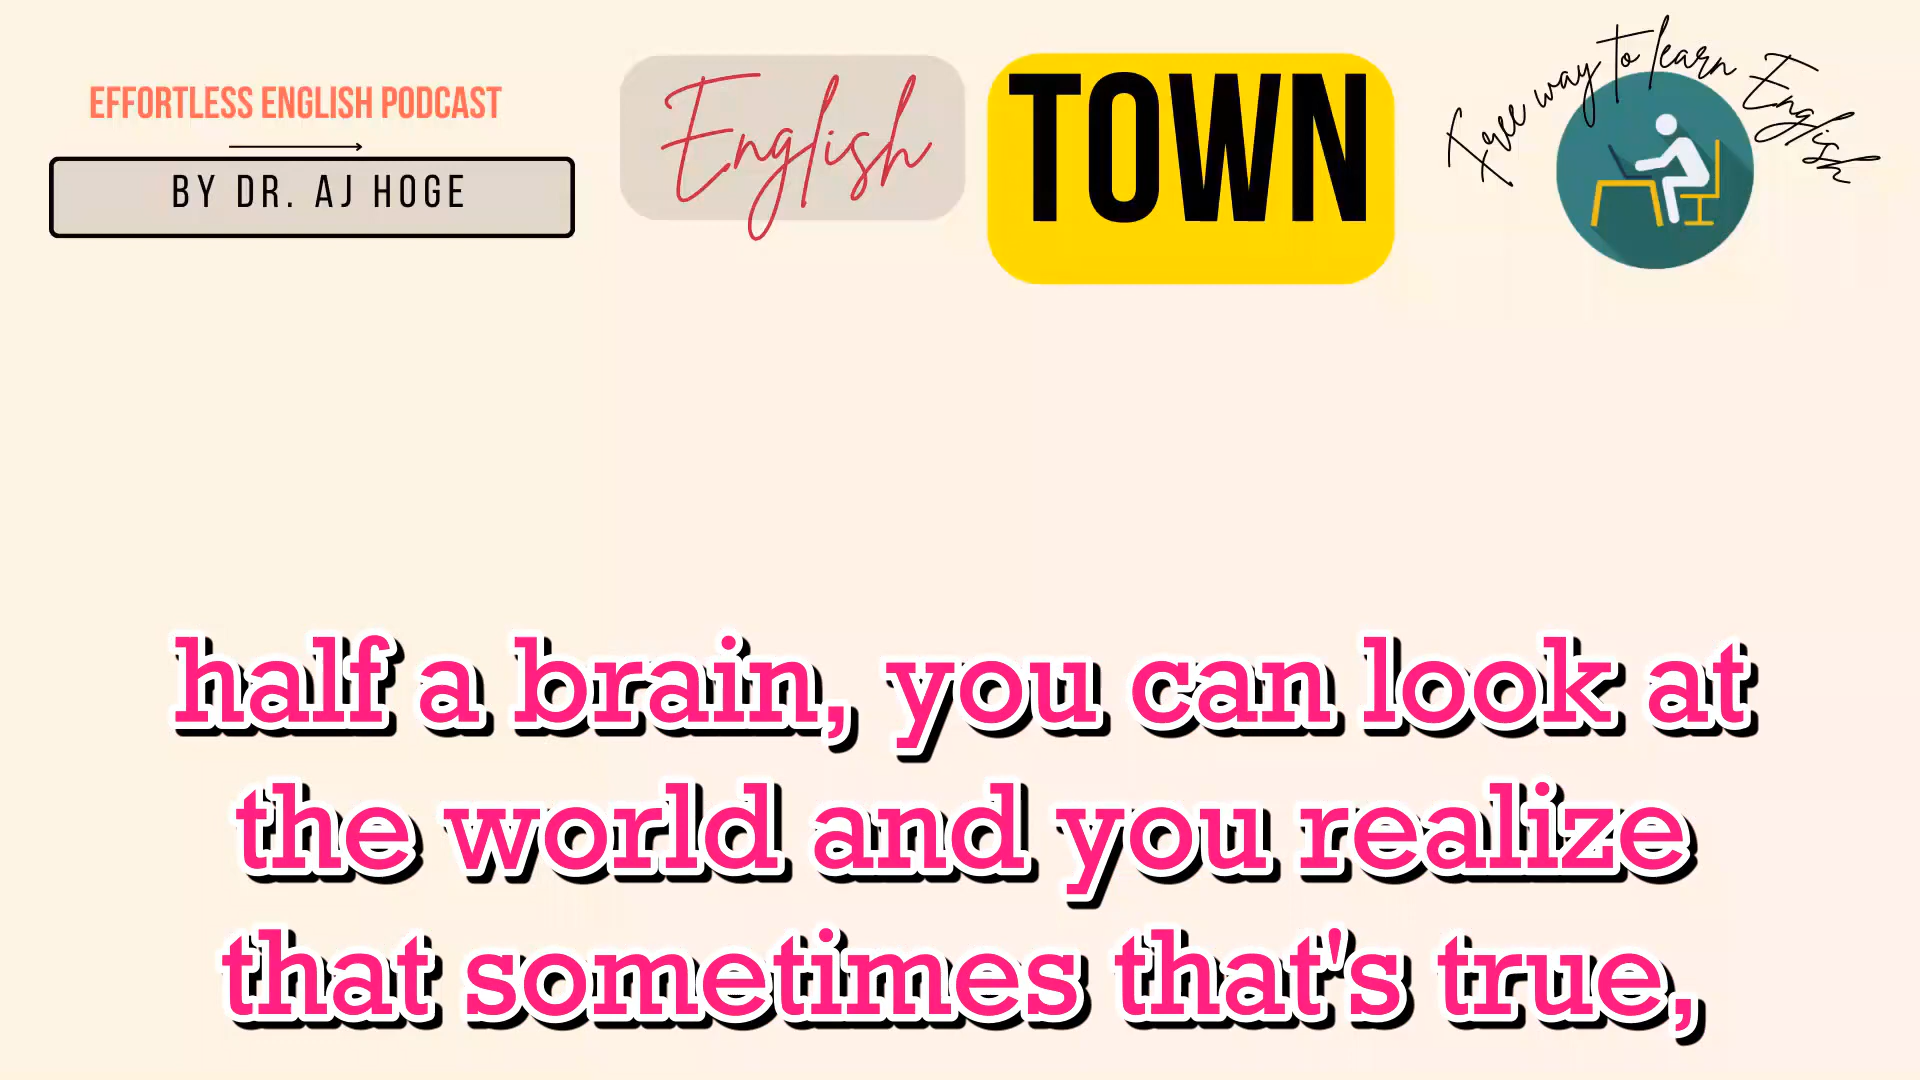 EFFORTLESS ENGLISH PODCAST
BY DR. AJ HOGE
English
TOWN
Free way to learn English
half a brain, you can look at
the world and you realize
that sometimes that's true,